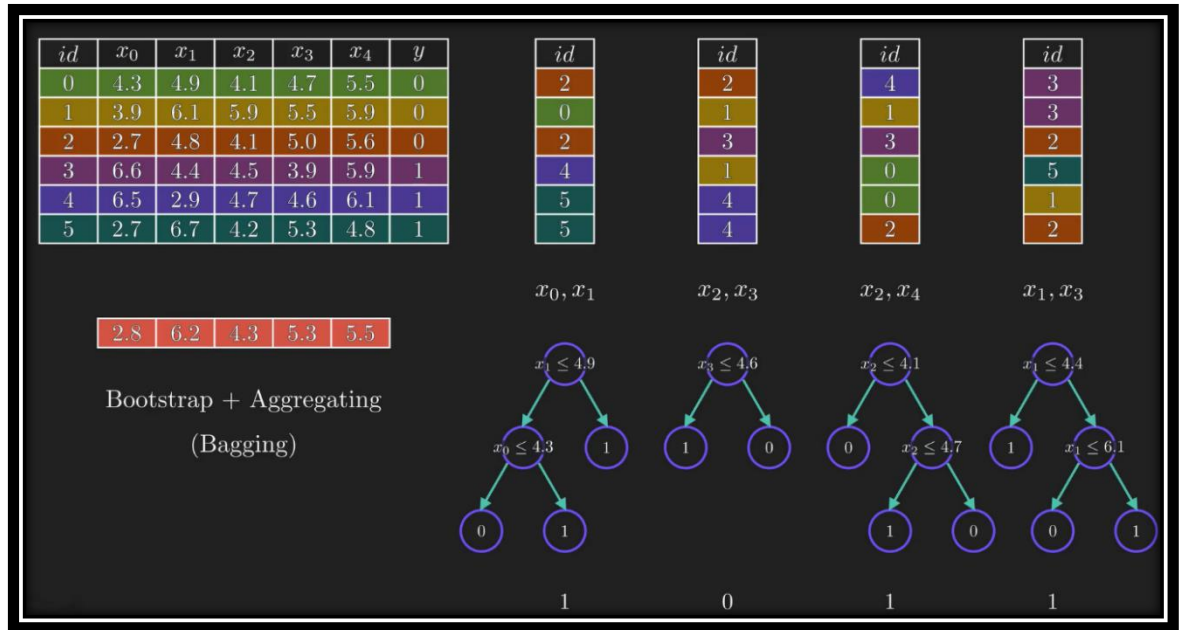 id x₀ x₁ x₂ x₃ x₄ y
0 4.3 4.9 4.1 4.7 5.5 0
1 3.9 6.1 5.9 5.5 5.9 0
2 2.7 4.8 4.1 5.0 5.6 0
3 6.6 4.4 4.5 3.9 5.9 1
4 6.5 2.9 4.7 4.6 6.1 1
5 2.7 6.7 4.2 5.3 4.8 1
id id id id
2 2 4 3
0 1 1 3
2 3 3 2
4 1 0 5
5 4 0 1
5 4 2 2
x₀, x₁ x₂, x₃ x₂, x₄ x₁, x₃
2.8 6.2 4.3 5.3 5.5
Bootstrap + Aggregating
(Bagging)
x₁ ≤ 4.9 x₃ ≤ 4.6 x₂ ≤ 4.1 x₁ ≤ 4.4
x₀ ≤ 4.3 1 1 0 0 x₂ ≤ 4.7 1 x₁ ≤ 6.1
0 1 1 0 0 1
1 0 1 1